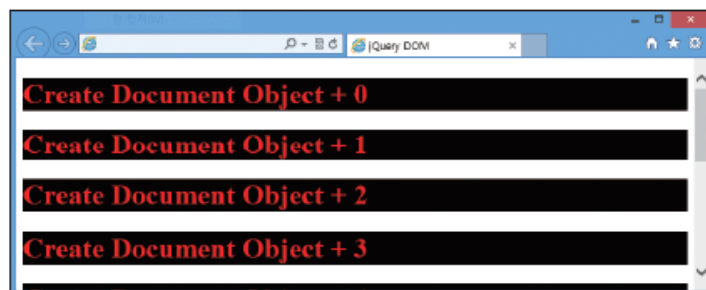 jQuery DOM
Create Document Object + 0
Create Document Object + 1
Create Document Object + 2
Create Document Object + 3